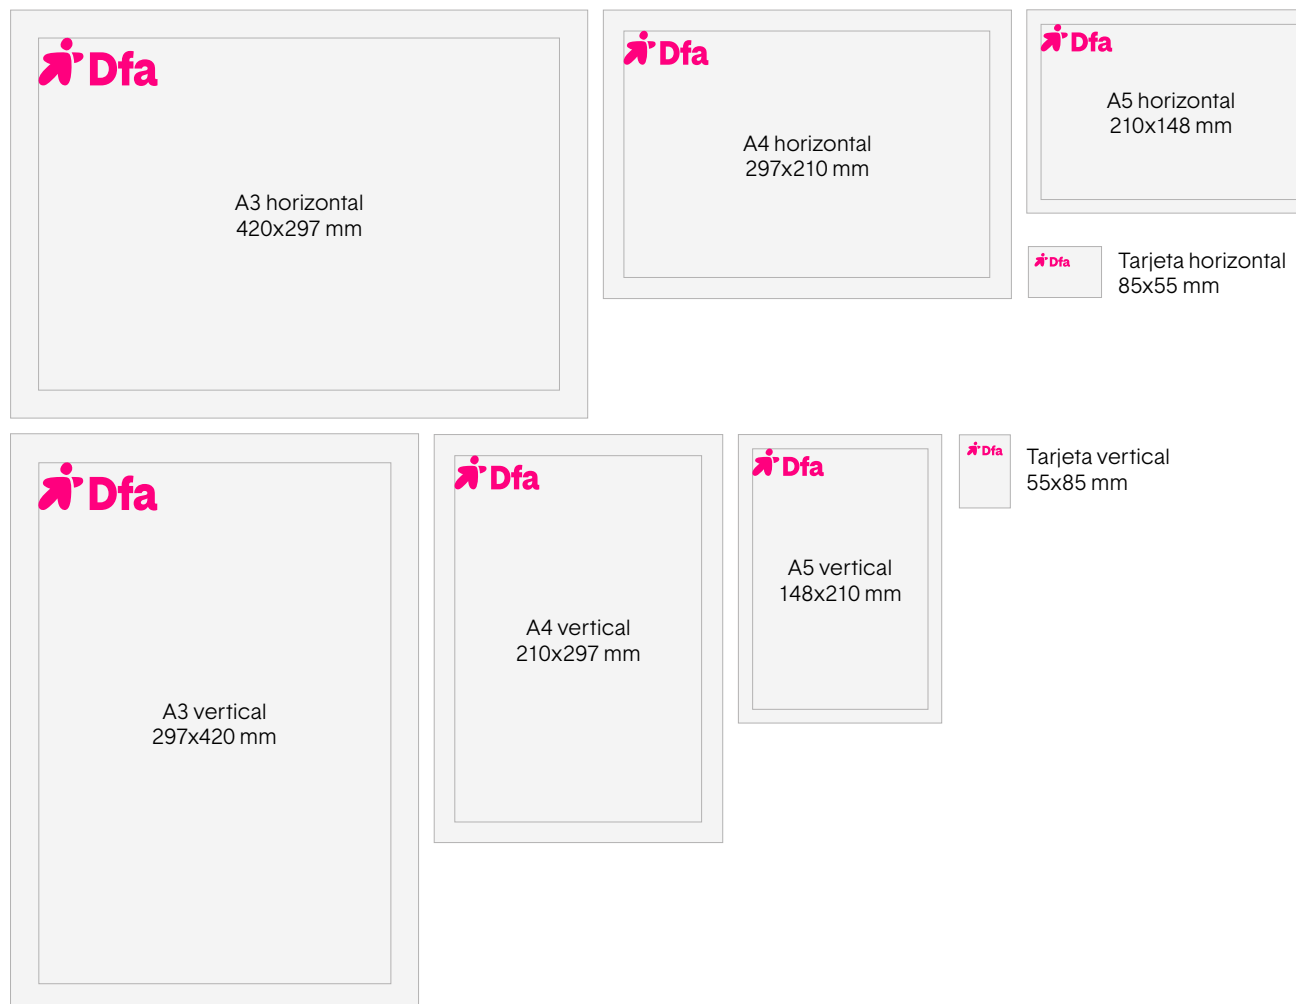 Dfa
A3 horizontal
420x297 mm
Dfa
A4 horizontal
297x210 mm
Dfa
A5 horizontal
210x148 mm
Dfa
Tarjeta horizontal
85x55 mm
Dfa
A3 vertical
297x420 mm
Dfa
A4 vertical
210x297 mm
Dfa
A5 vertical
148x210 mm
Dfa
Tarjeta vertical
55x85 mm